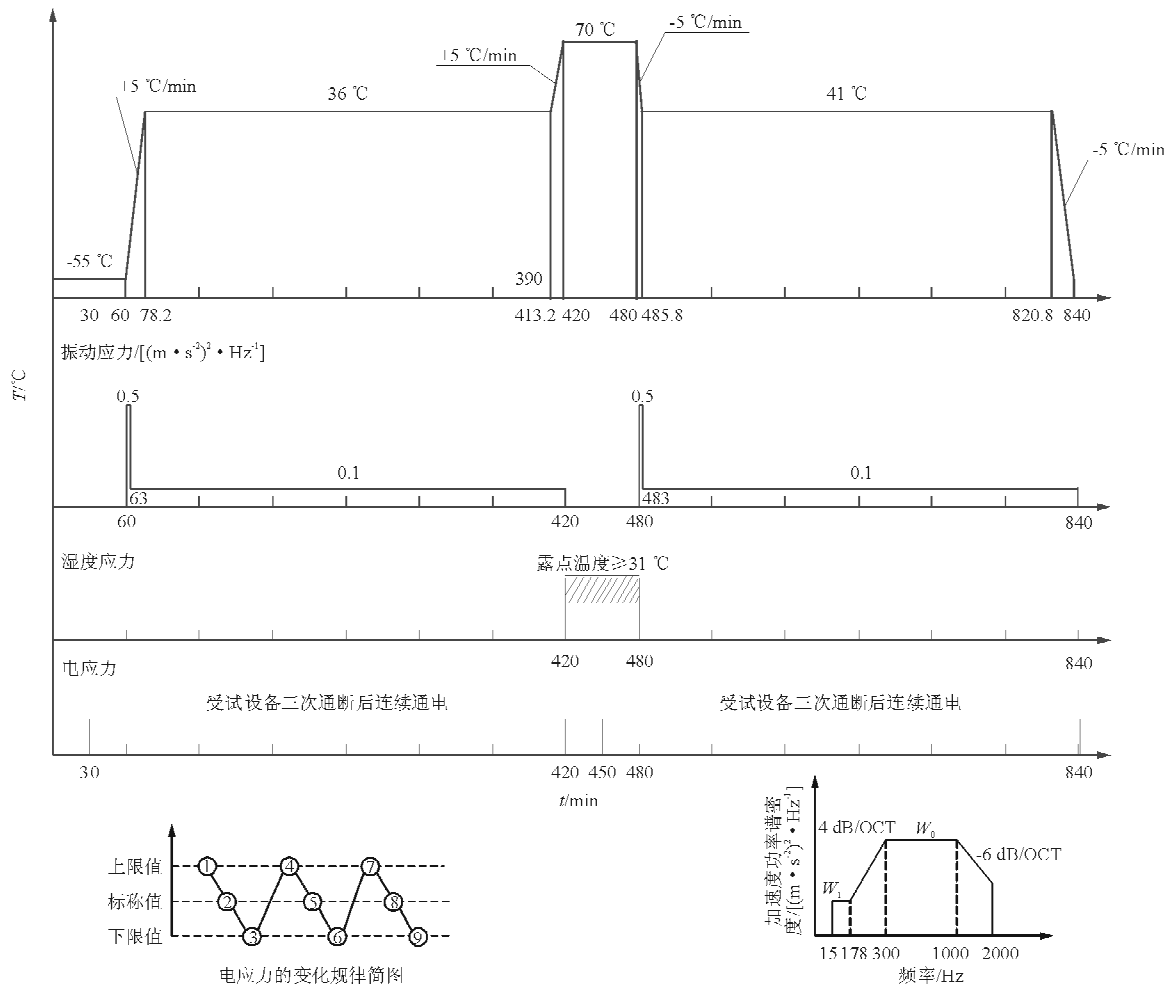 70 ℃
-5 ℃/min
+5 ℃/min
+5 ℃/min
36 ℃
41 ℃
-5 ℃/min
-55 ℃
390
30 60 78.2 413.2 420 480 485.8 820.8 840
振动应力/[(m·s⁻²)²·Hz⁻¹]
T/℃
0.5 0.5
0.1 0.1
63 483
60 420 480 840
湿度应力
露点温度≥31 ℃
420 480 840
电应力
受试设备三次通断后连续通电 受试设备三次通断后连续通电
30 420 450 480 840
t/min
上限值 ① ④ ⑦
标称值 ② ⑤ ⑧
下限值 ③ ⑥ ⑨
电应力的变化规律简图
加速度功率谱密
度/[(m·s⁻²)²·Hz⁻¹]
4 dB/OCT W₀
-6 dB/OCT
W₁
15 178 300 1000 2000
频率/Hz